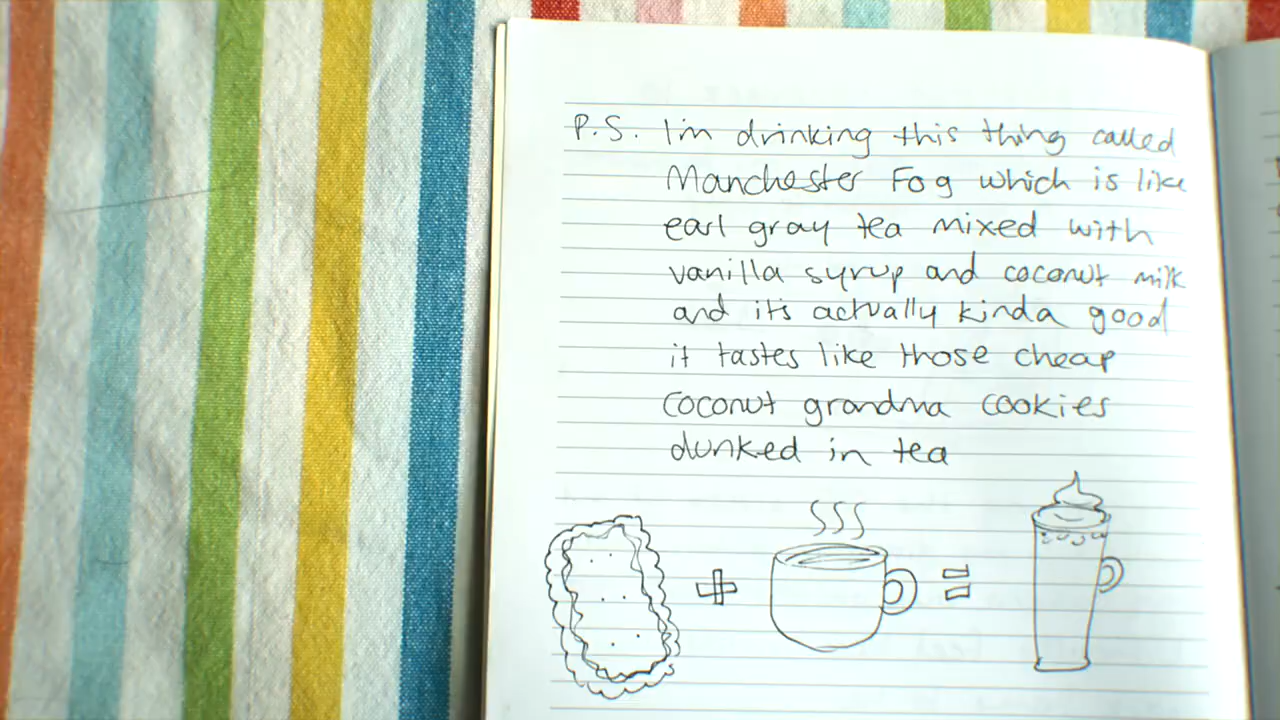 P.S. I'm drinking this thing called
Manchester Fog which is like
earl gray tea mixed with
vanilla syrup and coconut milk
and it's actually kinda good
it tastes like those cheap
coconut grandma cookies
dunked in tea
+ =